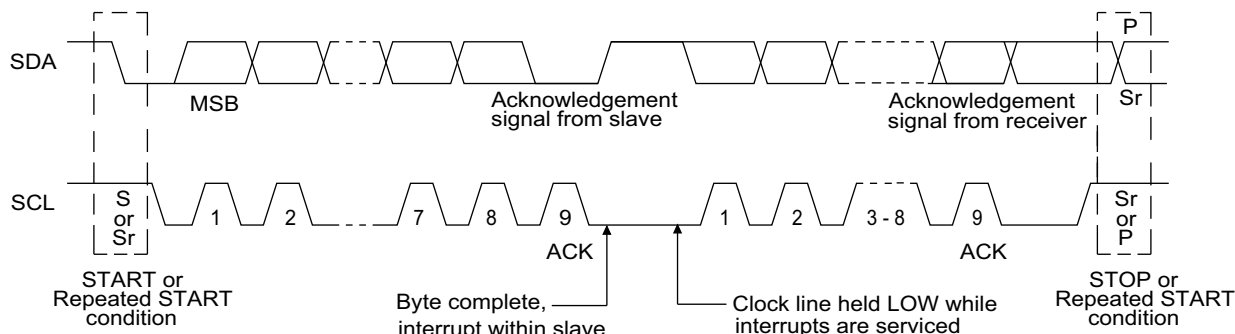 P
SDA
MSB
Acknowledgement
signal from slave
Acknowledgement
signal from receiver
Sr
SCL
S
or
Sr
1
2
7
8
9
1
2
3 - 8
9
Sr
or
P
ACK
ACK
START or
Repeated START
condition
Byte complete,
interrupt within slave
Clock line held LOW while
interrupts are serviced
STOP or
Repeated START
condition